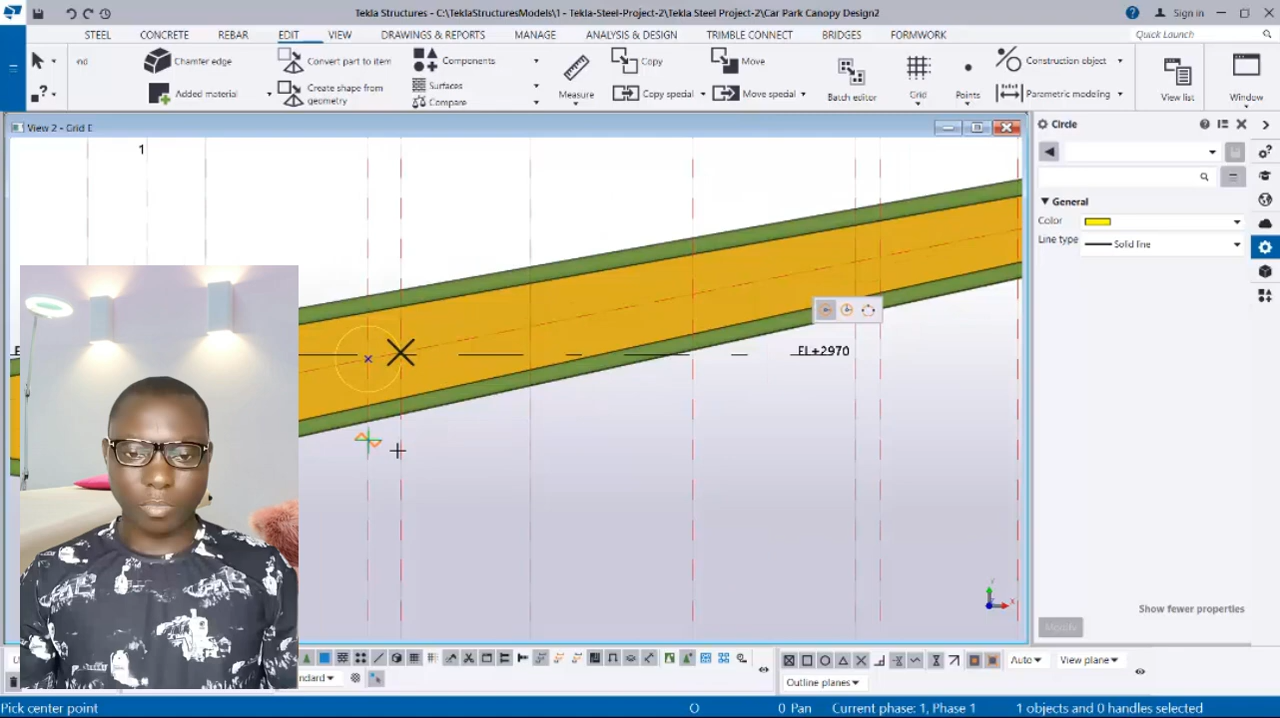 Tekla Structures - C:\TeklaStructuresModels\1 - Tekla-Steel-Project-2\Tekla Steel Project-2\Car Park Canopy Design2
Sign in
STEEL CONCRETE REBAR EDIT VIEW DRAWINGS & REPORTS MANAGE ANALYSIS & DESIGN TRIMBLE CONNECT BRIDGES FORMWORK
Quick Launch
Chamfer edge
Added material
Convert part to item
Create shape from
geometry
Components
Surfaces
Compare
Measure
Copy
Copy special
Move
Move special
Batch editor
Grid
Points
Construction object
Parametric modeling
View list
Window
View 2 - Grid E
1
EL+2970
Circle
General
Color
Line type
Solid line
Show fewer properties
Modify
ndard
Auto
View plane
Outline planes
Pick center point
O
0 Pan
Current phase: 1, Phase 1
1 objects and 0 handles selected